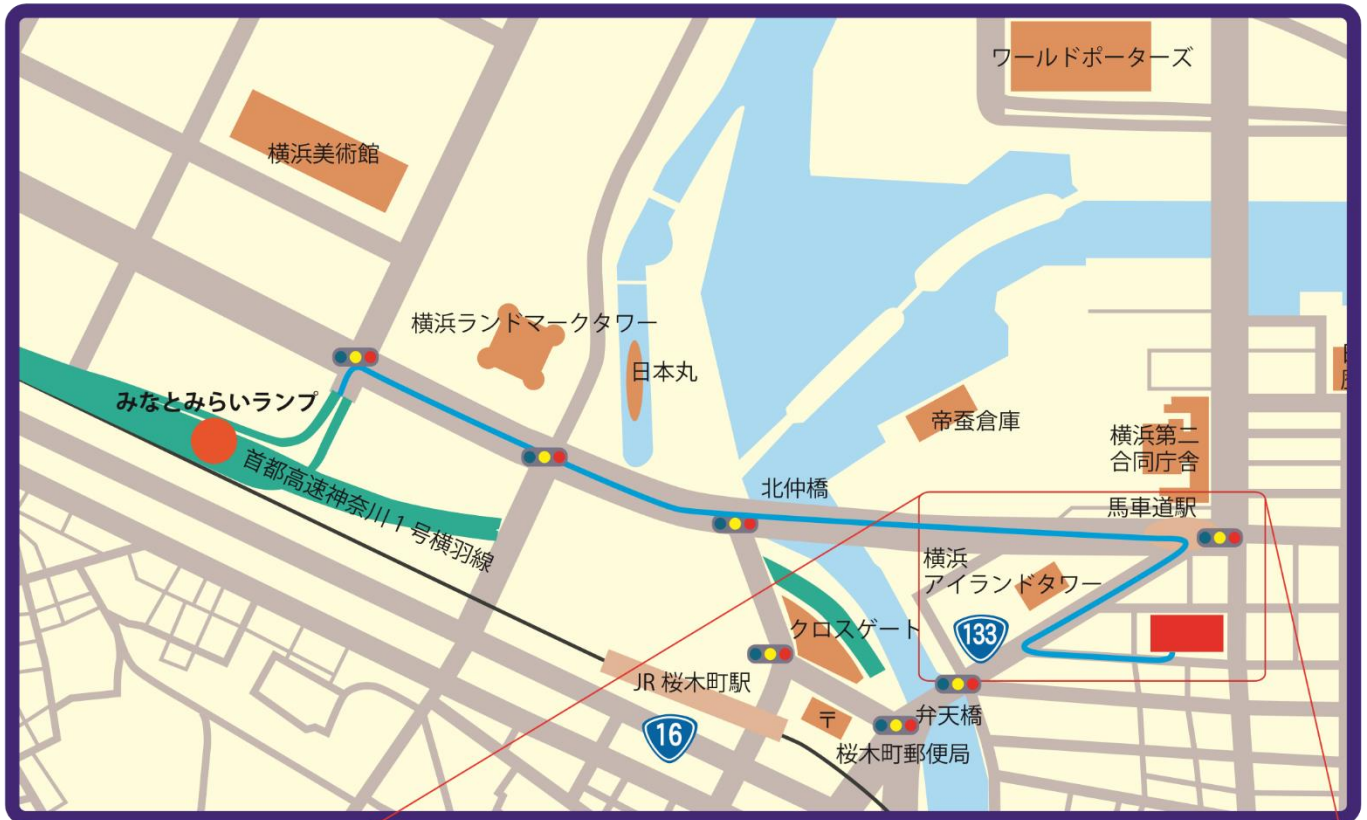 ワールドポーターズ
横浜美術館
横浜ランドマークタワー
日本丸
みなとみらいランプ
帝蚕倉庫
横浜第二
合同庁舎
首都高速神奈川1号横羽線
北仲橋
馬車道駅
横浜
アイランドタワー
クロスゲート
133
JR 桜木町駅
〒
弁天橋
16
桜木町郵便局